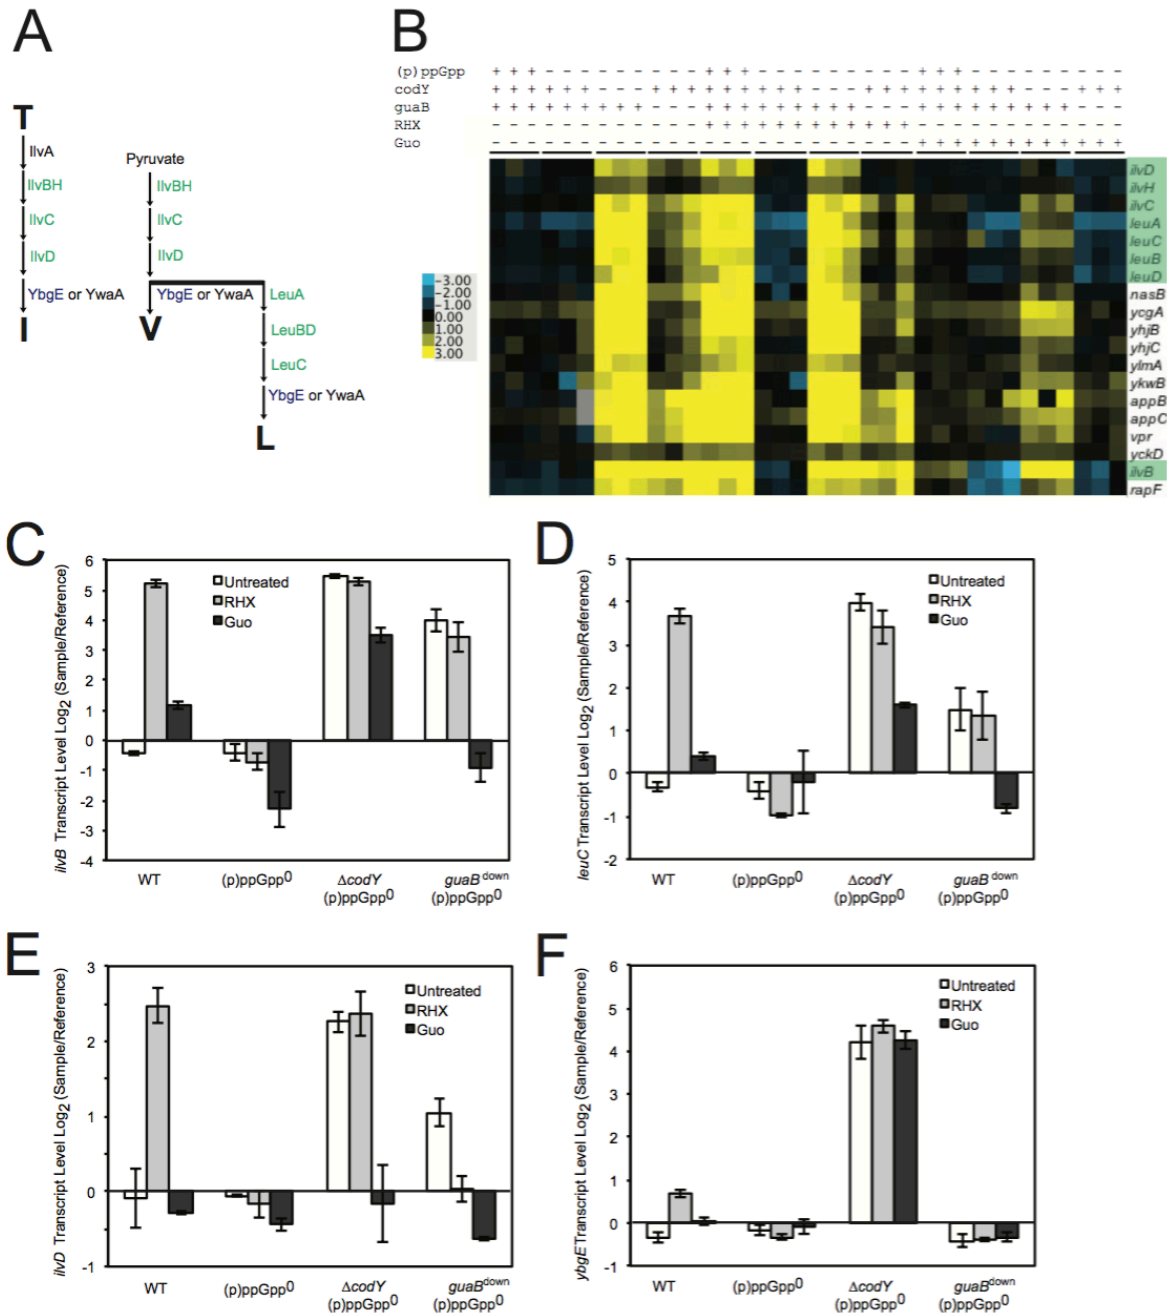 A
B
T
IlvA
IlvBH
IlvC
IlvD
YbgE or YwaA
I
Pyruvate
IlvBH
IlvC
IlvD
YbgE or YwaA
V
LeuA
LeuBD
LeuC
YbgE or YwaA
L
(p)ppGpp + + + - - - - - - - - - + + + - - - - - - - - - + + + - - - - - - - - -
codY + + + + + + - - - + + + + + + + + + - - - + + + + + + + + + - - - + + +
guaB + + + + + + + + + - - - + + + + + + + + + - - - + + + + + + + + + - - -
RHX - - - - - - - - - - - - + + + + + + + + + + + + - - - - - - - - - - - -
Guo - - - - - - - - - - - - - - - - - - - - - - - - + + + + + + + + + + + +
ilvD
ilvH
ilvC
leuA
leuC
leuB
leuD
nasB
ycgA
yhjB
yhjC
ylmA
ykwB
appB
appC
vpr
yckD
ilvB
rapF
-3.00
-2.00
-1.00
0.00
1.00
2.00
3.00
C
ilvB Transcript Level Log2 (Sample/Reference)
6
5
4
3
2
1
0
-1
-2
-3
-4
Untreated
RHX
Guo
WT (p)ppGpp0 ΔcodY guaBdown
(p)ppGpp0 (p)ppGpp0
D
leuC Transcript Level Log2 (Sample/Reference)
5
4
3
2
1
0
-1
-2
Untreated
RHX
Guo
WT (p)ppGpp0 ΔcodY guaBdown
(p)ppGpp0 (p)ppGpp0
E
ilvD Transcript Level Log2 (Sample/Reference)
3
2
1
0
-1
Untreated
RHX
Guo
WT (p)ppGpp0 ΔcodY guaBdown
(p)ppGpp0 (p)ppGpp0
F
ybgE Transcript Level Log2 (Sample/Reference)
6
5
4
3
2
1
0
-1
Untreated
RHX
Guo
WT (p)ppGpp0 ΔcodY guaBdown
(p)ppGpp0 (p)ppGpp0